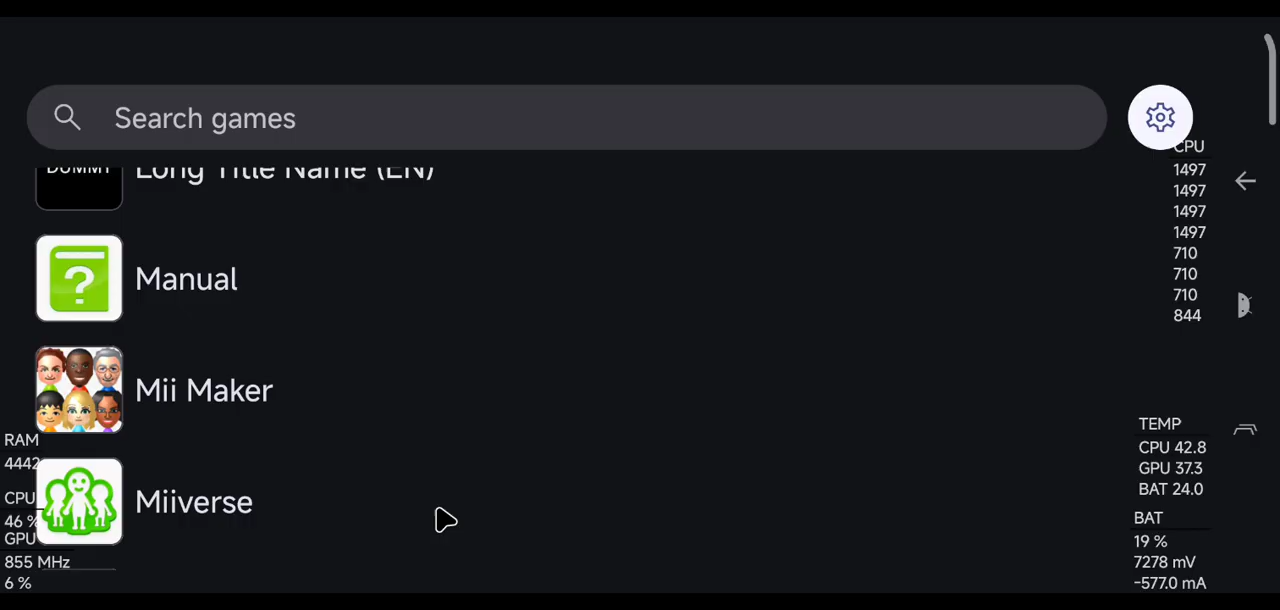 Search games
CPU
1497
1497
1497
1497
710
710
710
844
DUMMY
Long Title Name (EN)
Manual
Mii Maker
Miiverse
RAM
4442
CPU
46 %
GPU
855 MHz
6 %
TEMP
CPU 42.8
GPU 37.3
BAT 24.0
BAT
19 %
7278 mV
-577.0 mA